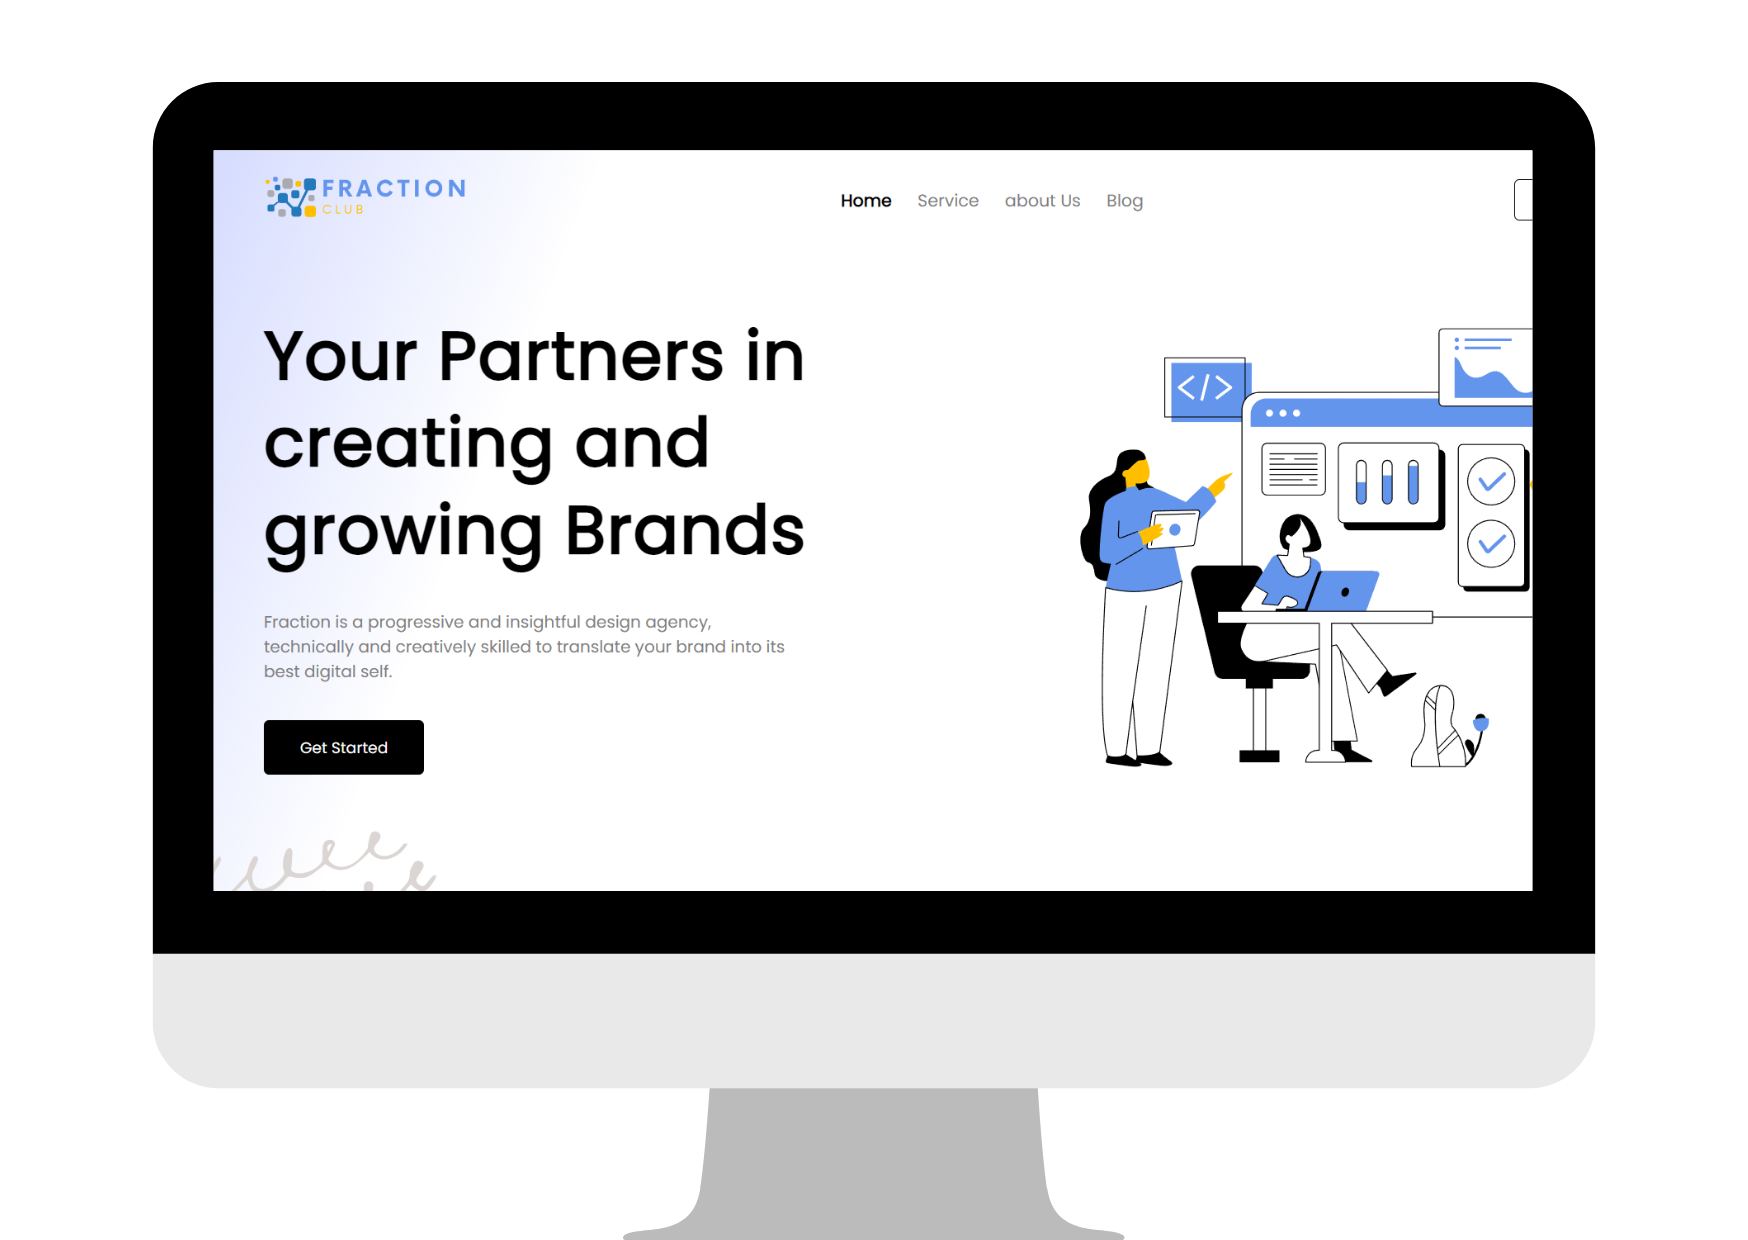 FRACTION
CLUB
Home Service about Us Blog
Your Partners in
creating and
growing Brands
Fraction is a progressive and insightful design agency,
technically and creatively skilled to translate your brand into its
best digital self.
Get Started
</>